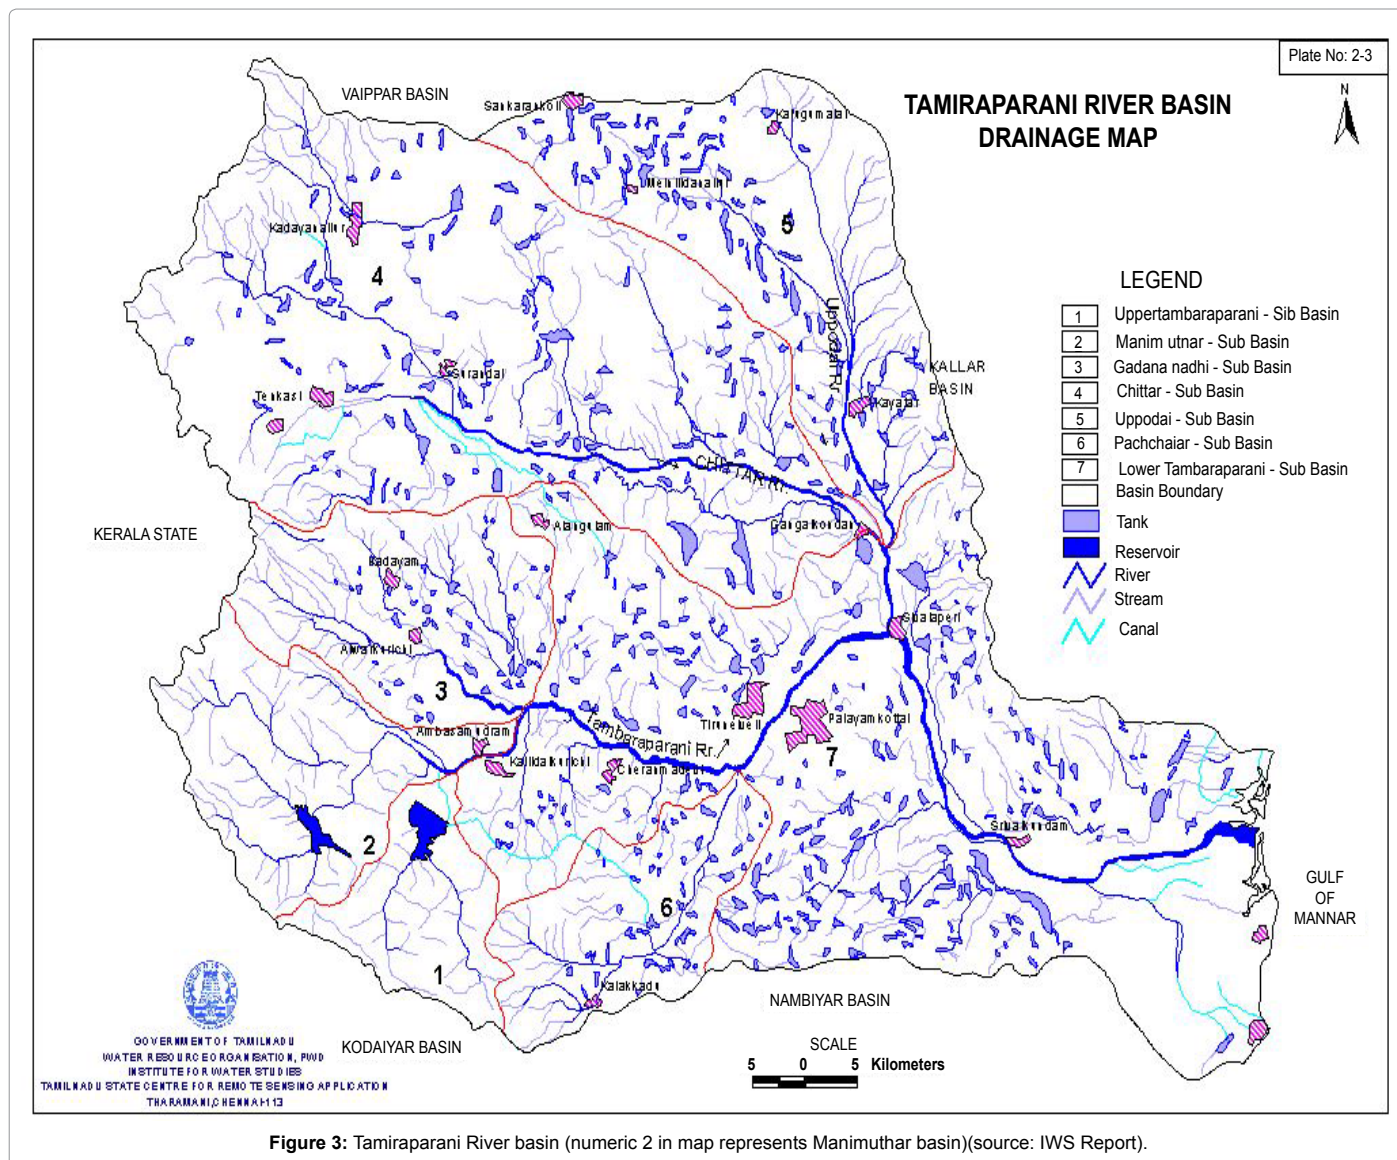 Plate No: 2-3
N
TAMIRAPARANI RIVER BASIN
DRAINAGE MAP
VAIPPAR BASIN
Sankarankoil
Kadayanallur
4
5
Uppodai Rr
KALLAR
BASIN
Kayatar
Surandai
Tenkasi
CHITTAR Rr.
Gangaikondan
Alangulam
KERALA STATE
Kadayam
Alwarkurichi
Sivalaperi
3
Ambasamudram
Tambaraparani Rr.
Tirunelveli
Palayamkottai
7
Kallidaikurichi
2
Srivaikundam
6
1
Kalakkadu
GULF
OF
MANNAR
NAMBIYAR BASIN
KODAIYAR BASIN
LEGEND
1 Uppertambaraparani - Sib Basin
2 Manim utnar - Sub Basin
3 Gadana nadhi - Sub Basin
4 Chittar - Sub Basin
5 Uppodai - Sub Basin
6 Pachchaiar - Sub Basin
7 Lower Tambaraparani - Sub Basin
Basin Boundary
Tank
Reservoir
River
Stream
Canal
SCALE
5 0 5 Kilometers
GOVERNMENT OF TAMILNADU
WATER RESOURCE ORGANISATION, PWD
INSTITUTE FOR WATER STUDIES
TAMILNADU STATE CENTRE FOR REMOTE SENSING APPLICATION
THARAMANI,CHENNAI-113
Figure 3: Tamiraparani River basin (numeric 2 in map represents Manimuthar basin)(source: IWS Report).